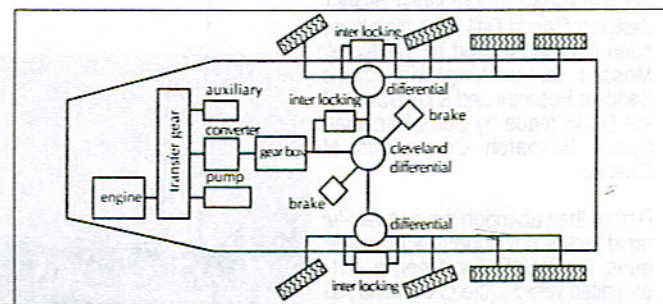 inter locking
differential
auxiliary
inter locking
brake
transfer gear
converter
gear box
cleveland
differential
engine
pump
brake
differential
inter locking